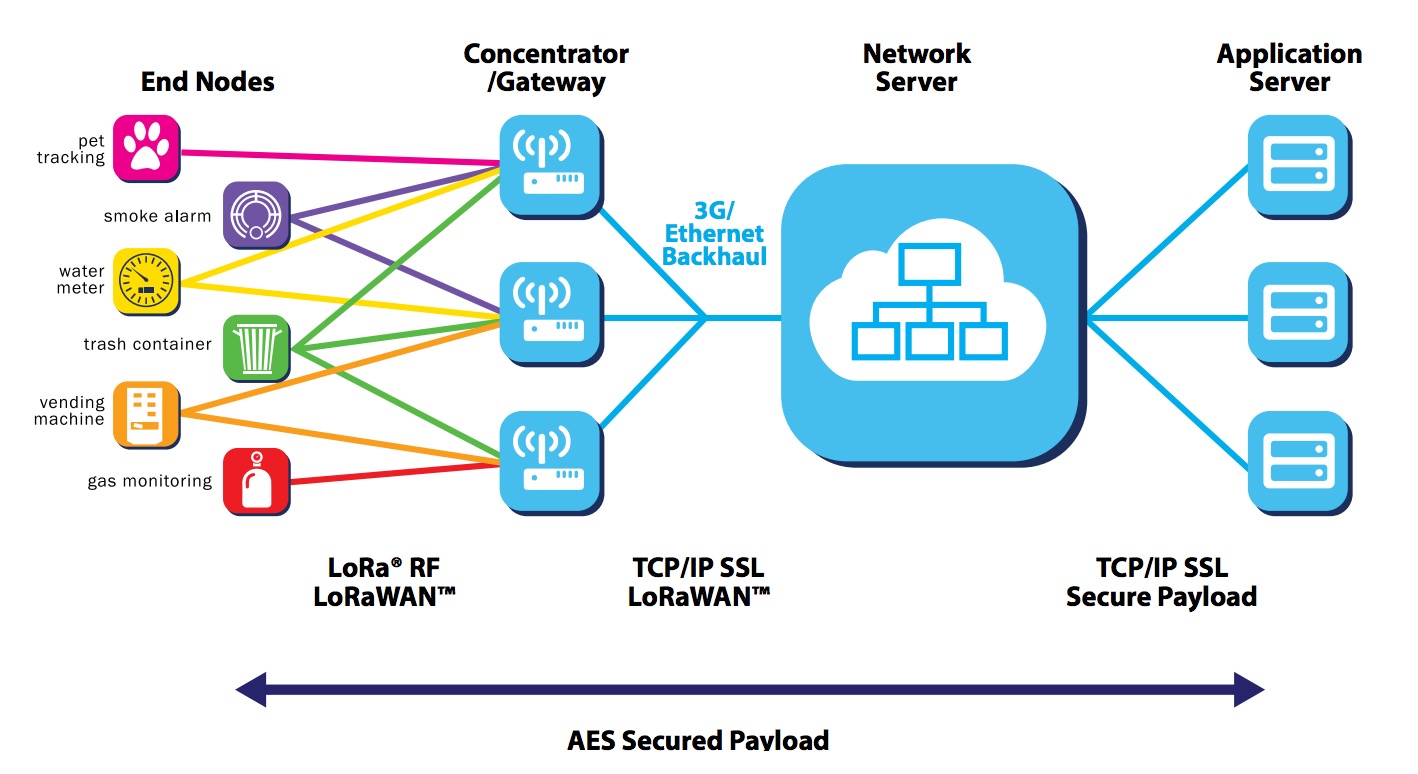 End Nodes
Concentrator
/Gateway
Network
Server
Application
Server
pet
tracking
smoke alarm
water
meter
trash container
vending
machine
gas monitoring
3G/
Ethernet
Backhaul
LoRa® RF
LoRaWAN™
TCP/IP SSL
LoRaWAN™
TCP/IP SSL
Secure Payload
AES Secured Payload